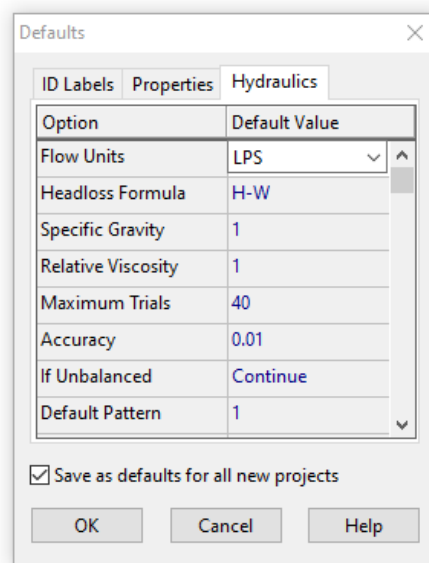 Defaults
ID Labels Properties Hydraulics
Option Default Value
Flow Units LPS
Headloss Formula H-W
Specific Gravity 1
Relative Viscosity 1
Maximum Trials 40
Accuracy 0.01
If Unbalanced Continue
Default Pattern 1
Save as defaults for all new projects
OK Cancel Help